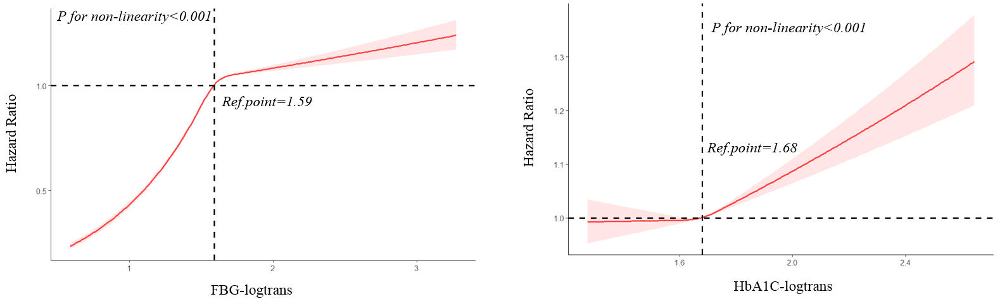 P for non-linearity<0.001
Hazard Ratio
1.0
0.5
Ref.point=1.59
1
2
3
FBG-logtrans
P for non-linearity<0.001
Hazard Ratio
1.3
1.2
1.1
1.0
Ref.point=1.68
1.6
2.0
2.4
HbA1C-logtrans